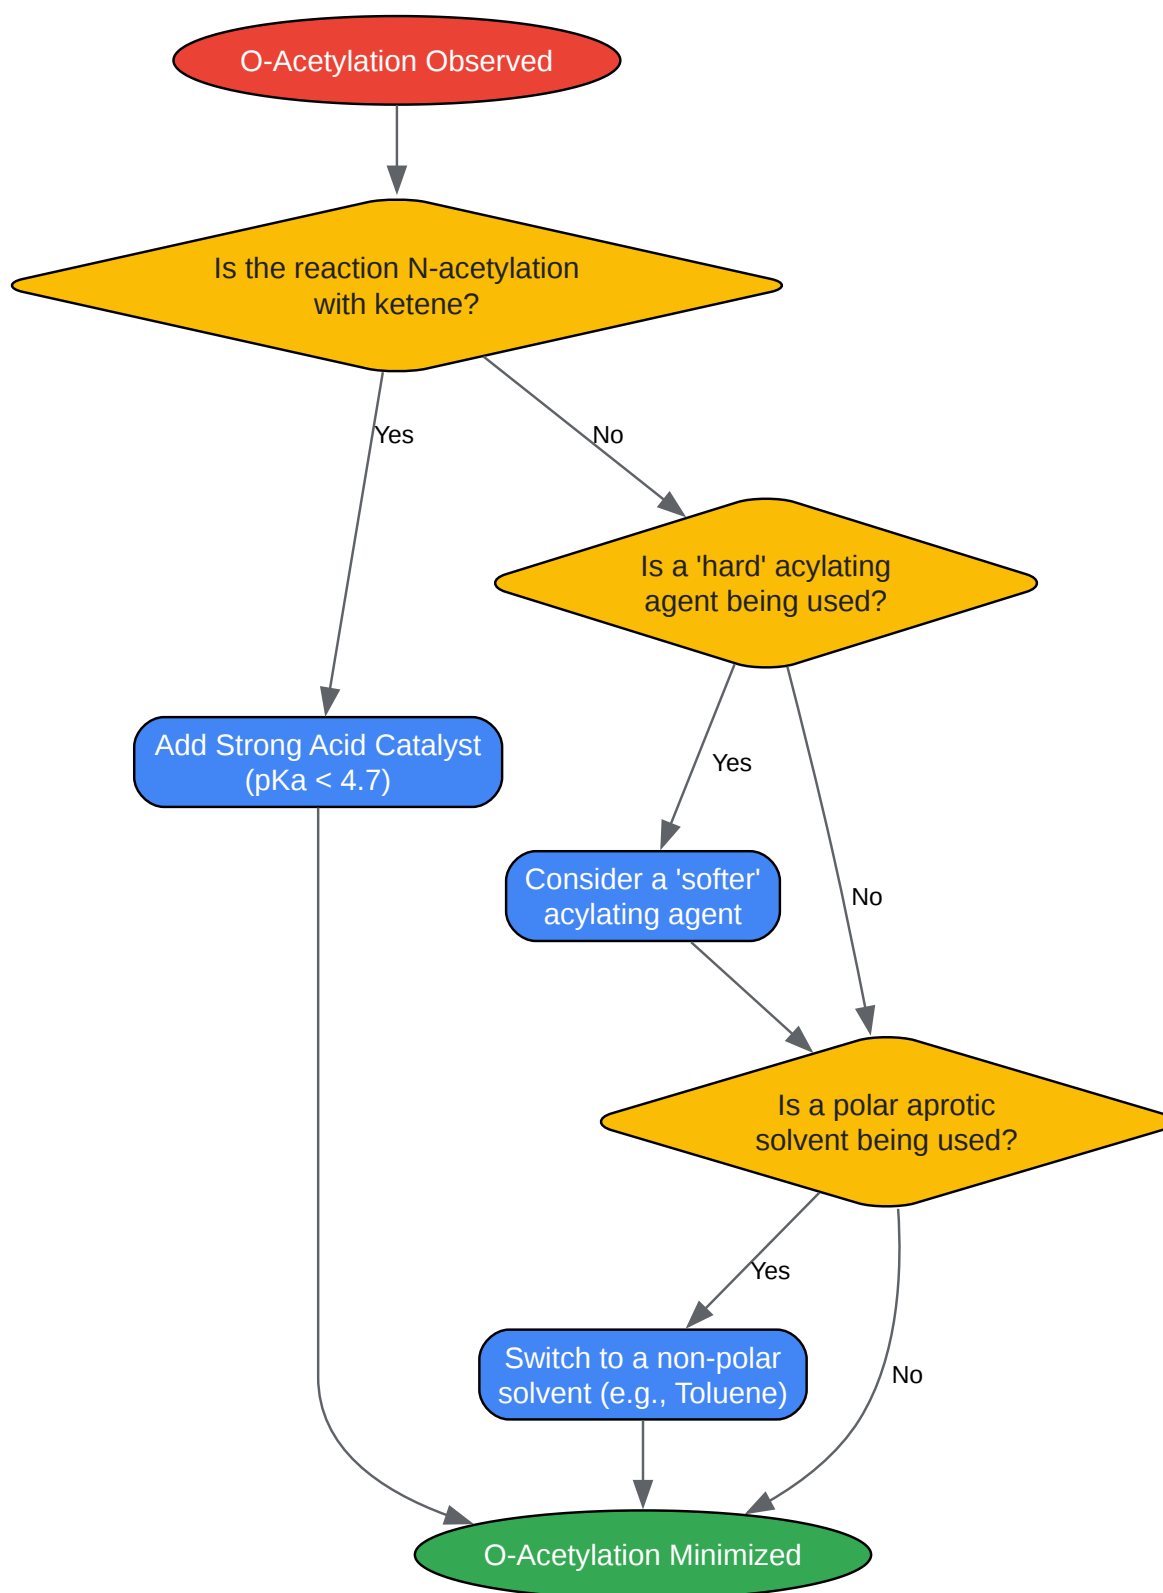 O-Acetylation Observed
Is the reaction N-acetylation
with ketene?
Yes
No
Is a 'hard' acylating
agent being used?
Add Strong Acid Catalyst
(pKa < 4.7)
Yes
Consider a 'softer'
acylating agent
No
Is a polar aprotic
solvent being used?
Yes
Switch to a non-polar
solvent (e.g., Toluene)
No
O-Acetylation Minimized